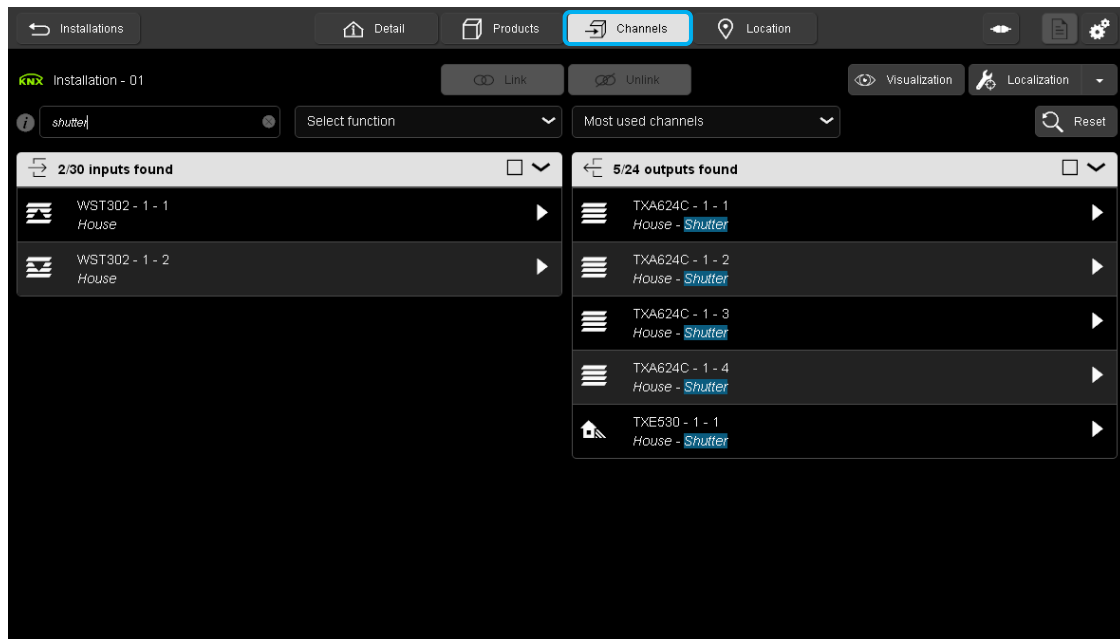 Installations
Detail
Products
Channels
Location
KNX Installation - 01
Link
Unlink
Visualization
Localization
i
shutter
Select function
Most used channels
Reset
2/30 inputs found
WST302 - 1 - 1
House
WST302 - 1 - 2
House
5/24 outputs found
TXA624C - 1 - 1
House - Shutter
TXA624C - 1 - 2
House - Shutter
TXA624C - 1 - 3
House - Shutter
TXA624C - 1 - 4
House - Shutter
TXE530 - 1 - 1
House - Shutter